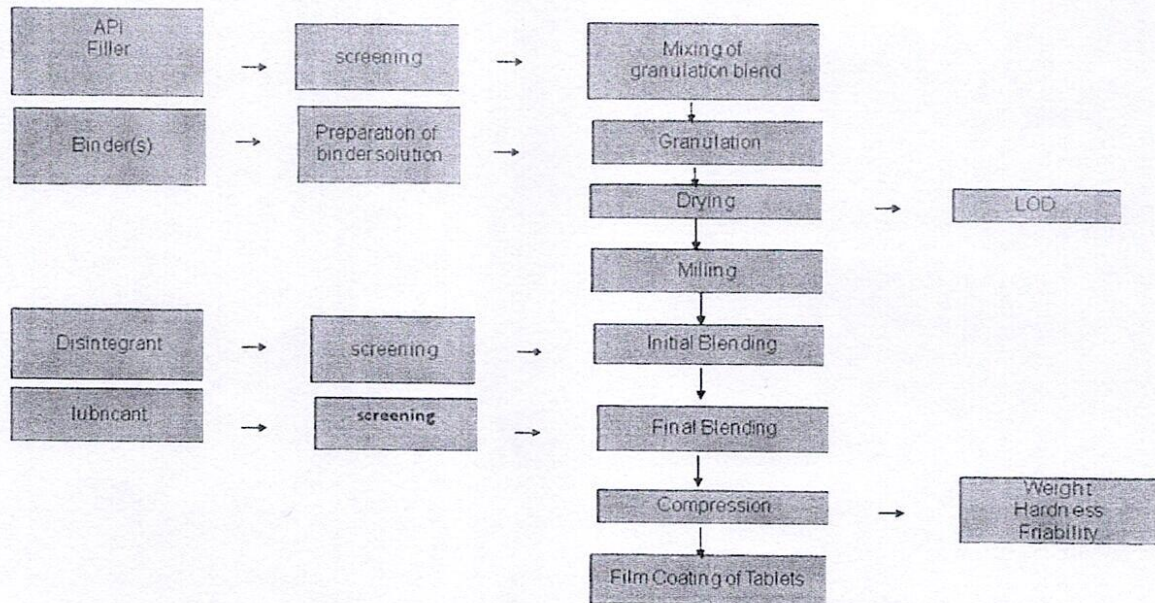 API
Filler
screening
Mixing of
granulation blend
Binder(s)
Preparation of
binder solution
Granulation
Drying
LOD
Milling
Disintegrant
screening
Initial Blending
lubricant
screening
Final Blending
Compression
Weight
Hardness
Friability
Film Coating of Tablets